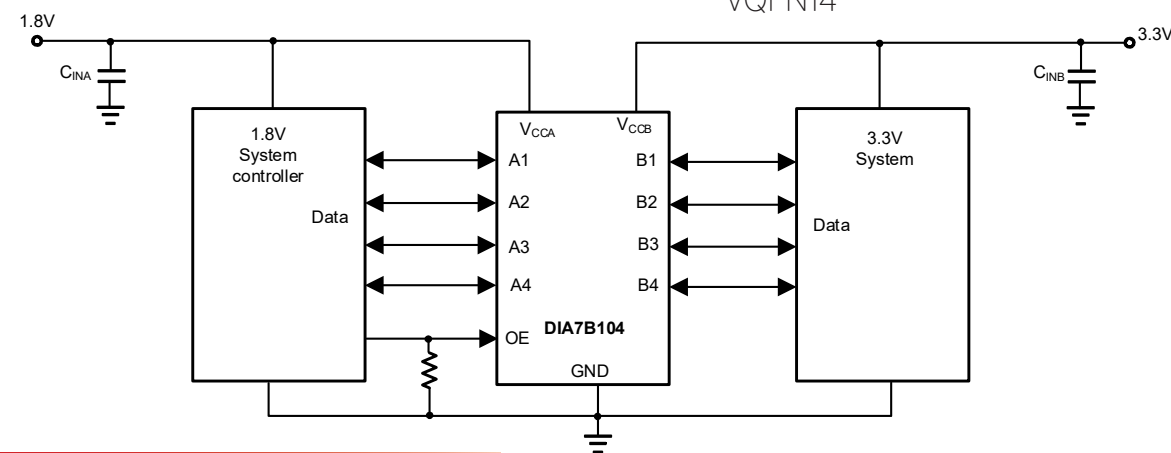 VQFN14
1.8V
3.3V
CINA
CINB
1.8V
System
controller
Data
VCCA
VCCB
A1
B1
A2
B2
A3
B3
A4
B4
OE
DIA7B104
GND
3.3V
System
Data